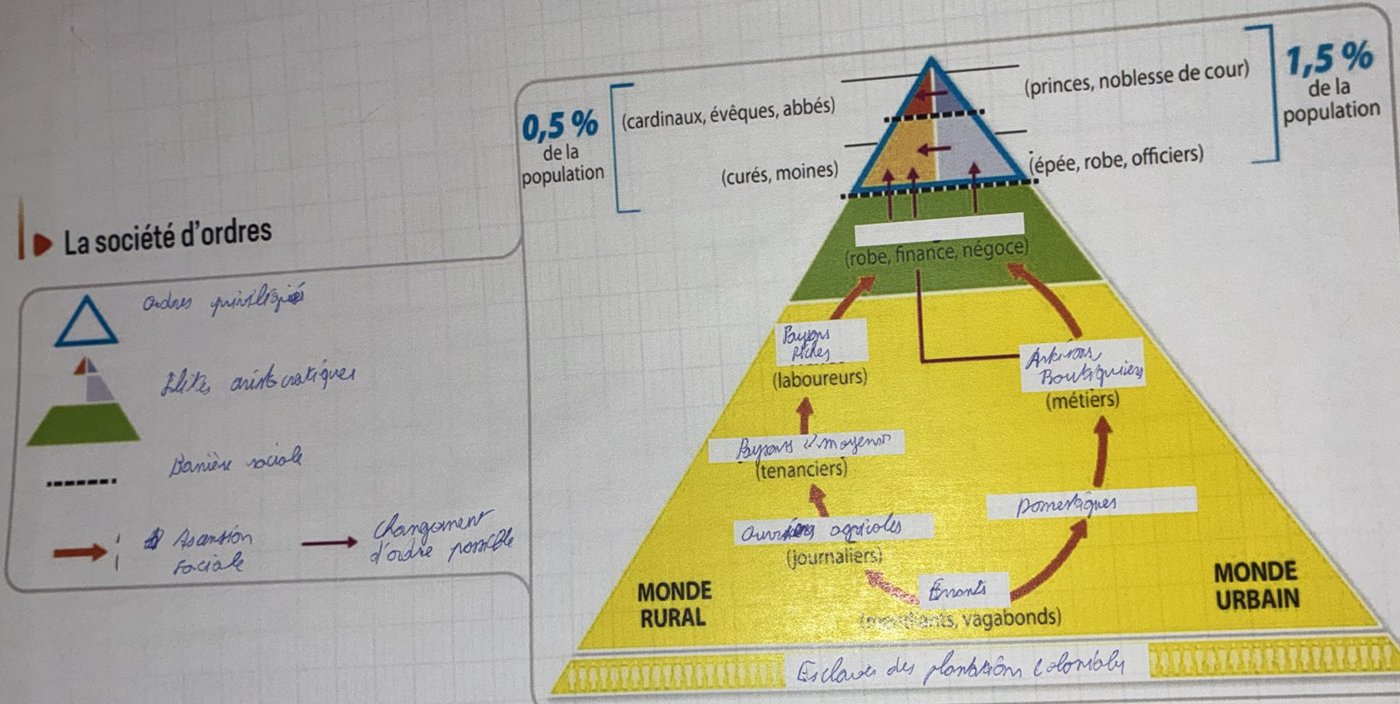 La société d'ordres
ordres privilégiés
Elites aristocratiques
Barrière sociale
Ascension
sociale
Changement
d'ordre possible
0,5 %
de la
population
(cardinaux, évêques, abbés)
(curés, moines)
(princes, noblesse de cour)
(épée, robe, officiers)
1,5 %
de la
population
(robe, finance, négoce)
Paysans
Riches
(laboureurs)
Artisans,
Boutiquiers
(métiers)
Paysans moyens
(tenanciers)
Domestiques
Ouvriers agricoles
(journaliers)
Errants
(mendiants, vagabonds)
MONDE
RURAL
MONDE
URBAIN
Esclaves des plantations coloniales